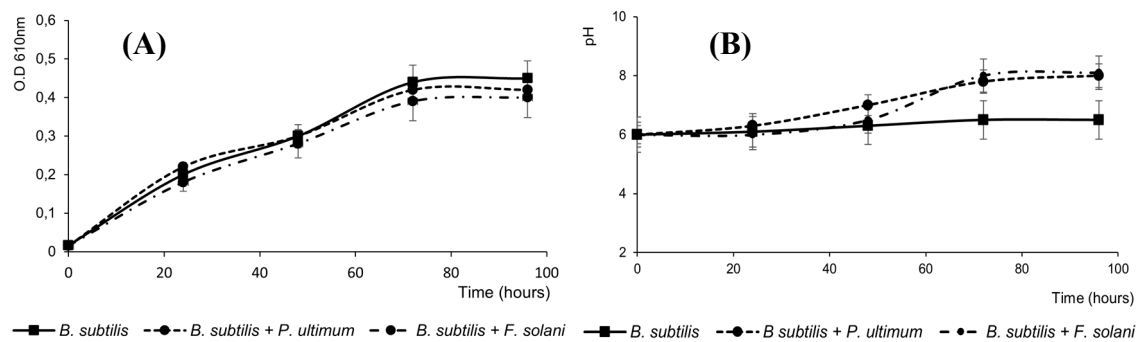 (A)
O.D 610nm
0,6
0,5
0,4
0,3
0,2
0,1
0
0 20 40 60 80 100
Time (hours)
B. subtilis B. subtilis + P. ultimum B. subtilis + F. solani
(B)
pH
10
8
6
4
2
0 20 40 60 80 100
Time (hours)
B. subtilis B subtilis + P. ultimum B. subtilis + F. solani